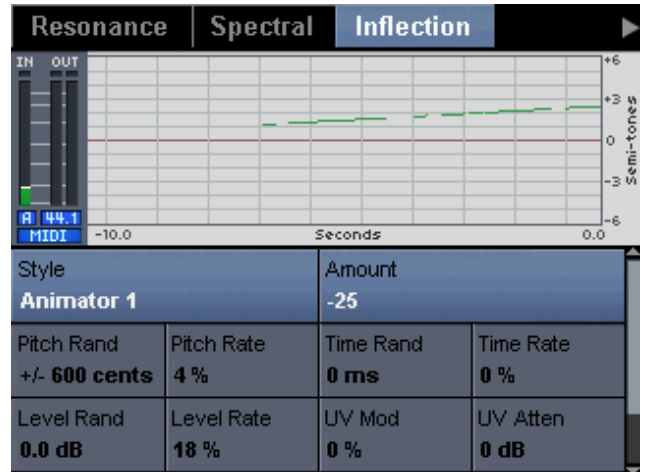 Resonance Spectral Inflection
IN OUT
+6
+3
0
-3
-6
Semi-tones
A 44.1
MIDI
-10.0 Seconds 0.0
Style Amount
Animator 1 -25
Pitch Rand Pitch Rate Time Rand Time Rate
+/- 600 cents 4 % 0 ms 0 %
Level Rand Level Rate UV Mod UV Atten
0.0 dB 18 % 0 % 0 dB